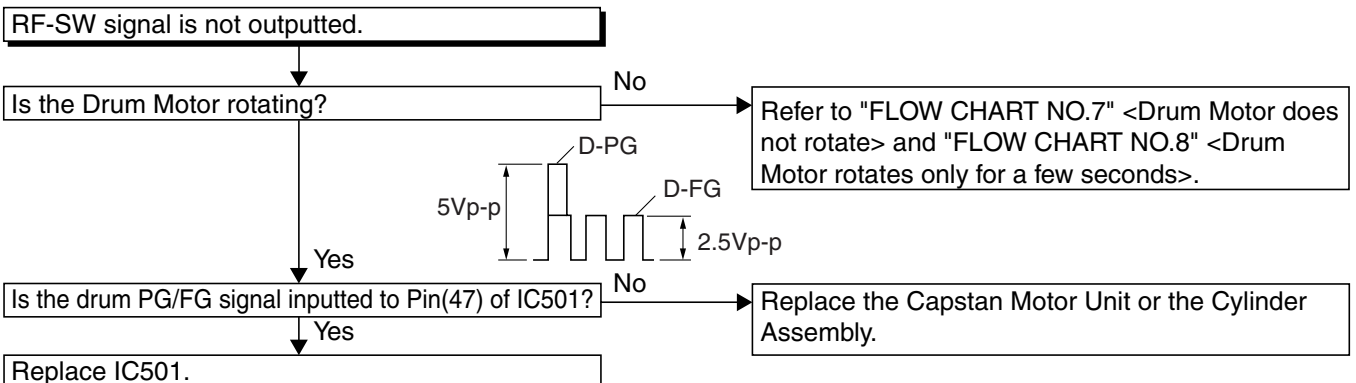 RF-SW signal is not outputted.
Is the Drum Motor rotating?
No
Refer to "FLOW CHART NO.7" <Drum Motor does
not rotate> and "FLOW CHART NO.8" <Drum
Motor rotates only for a few seconds>.
D-PG
D-FG
5Vp-p
2.5Vp-p
Yes
Is the drum PG/FG signal inputted to Pin(47) of IC501?
No
Replace the Capstan Motor Unit or the Cylinder
Assembly.
Yes
Replace IC501.